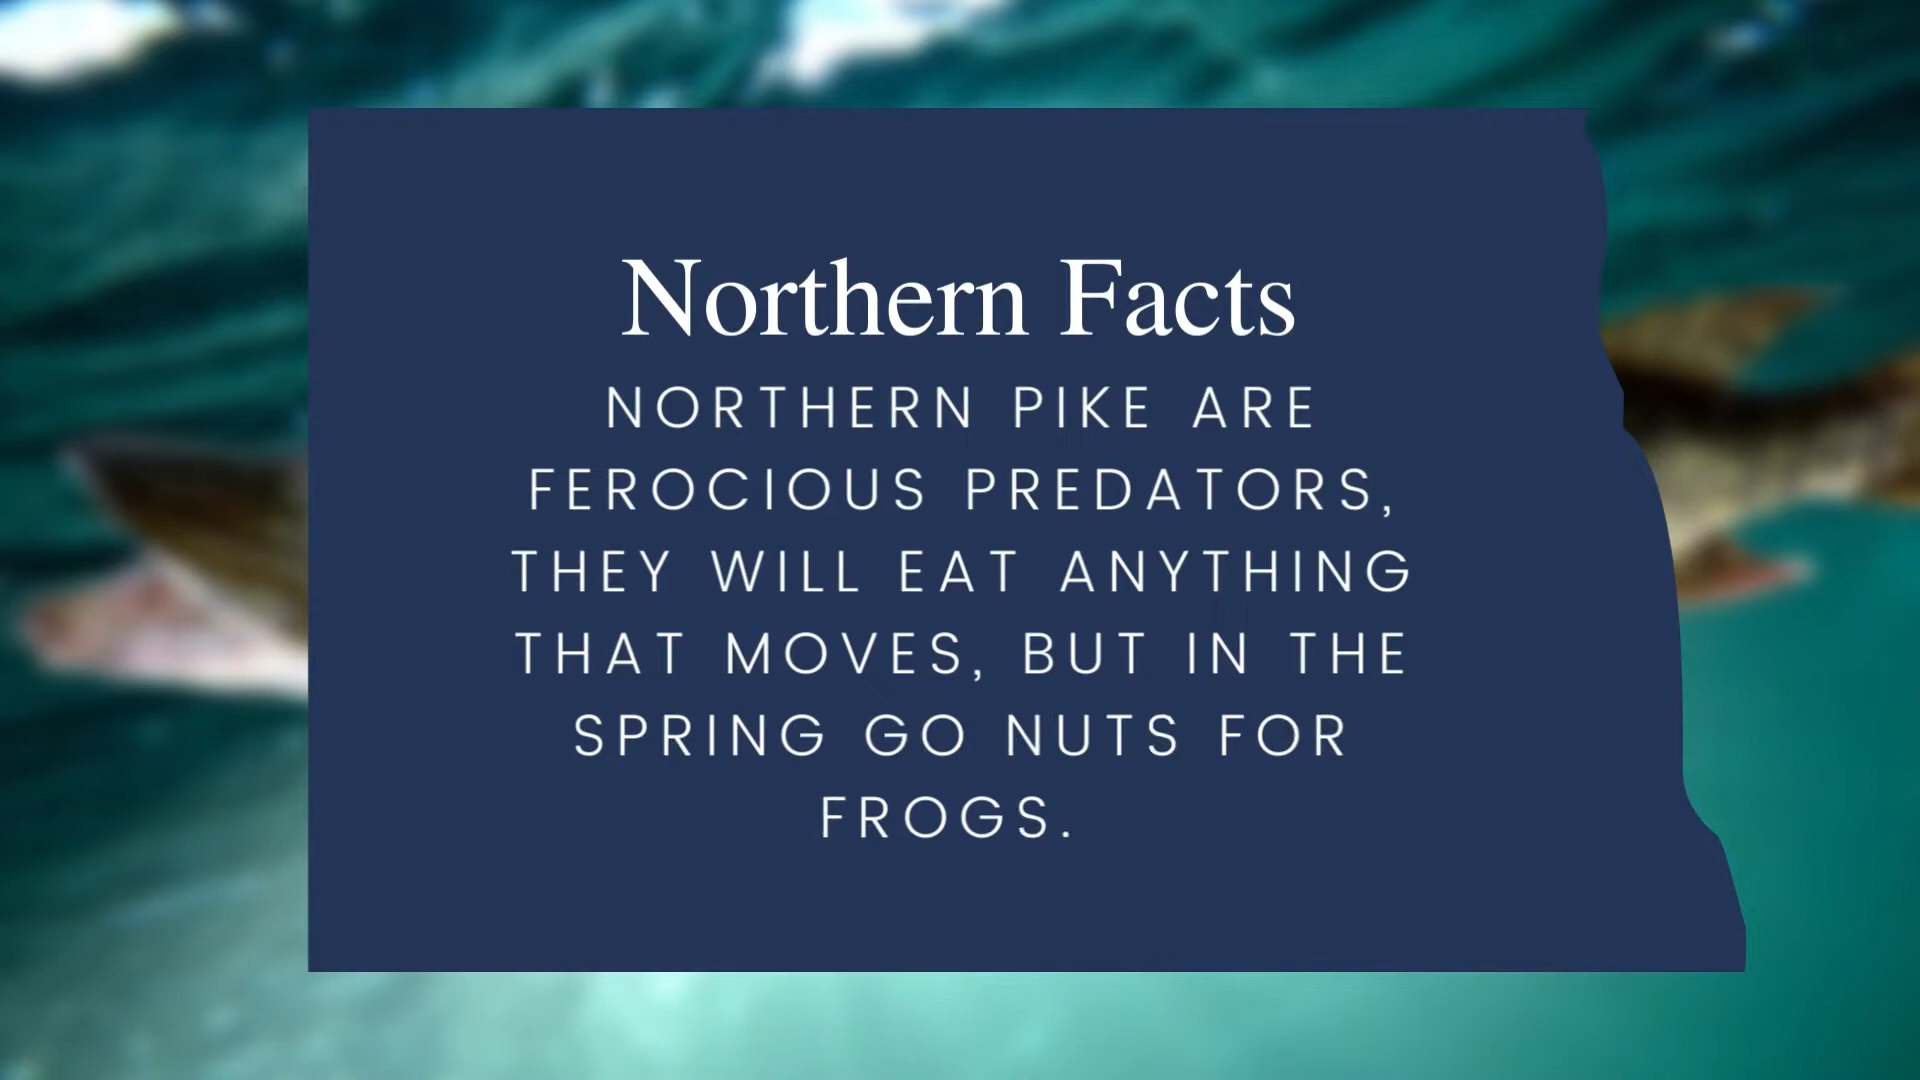 Northern Facts
NORTHERN PIKE ARE
FEROCIOUS PREDATORS,
THEY WILL EAT ANYTHING
THAT MOVES, BUT IN THE
SPRING GO NUTS FOR
FROGS.